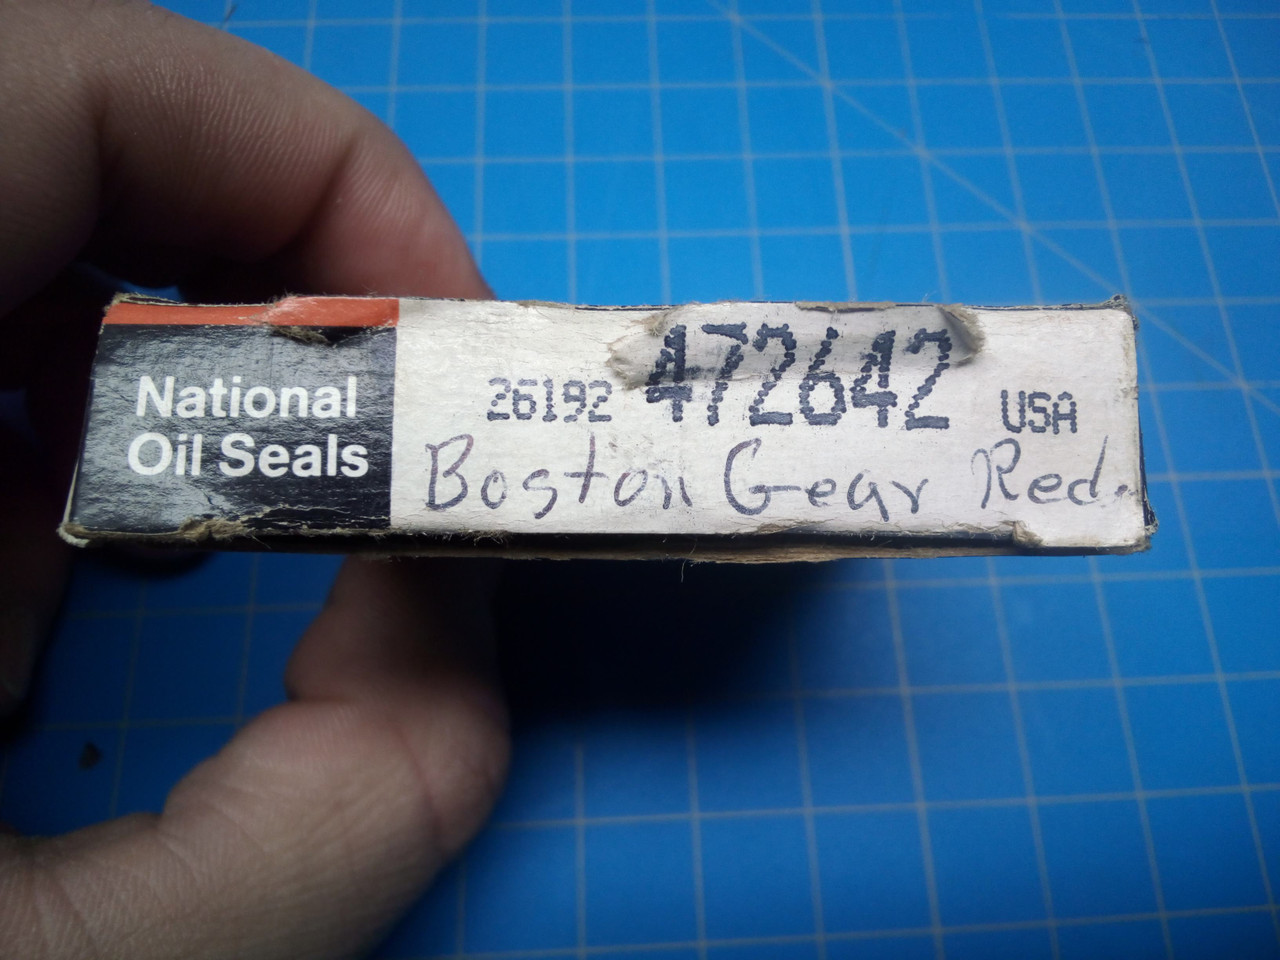 National
Oil Seals
26192 472642 USA
Boston Gear Red.